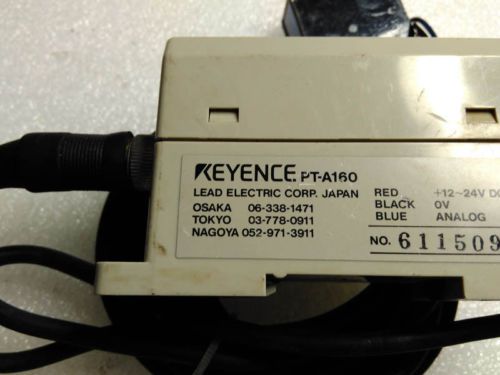 KEYENCE PT-A160
LEAD ELECTRIC CORP. JAPAN
OSAKA 06-338-1471
TOKYO 03-778-0911
NAGOYA 052-971-3911
RED +12~24V DC
BLACK 0V
BLUE ANALOG
NO. 611509